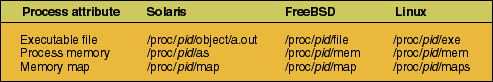 Process attribute Solaris FreeBSD Linux
Executable file /proc/pid/object/a.out /proc/pid/file /proc/pid/exe
Process memory /proc/pid/as /proc/pid/mem /proc/pid/mem
Memory map /proc/pid/map /proc/pid/map /proc/pid/maps